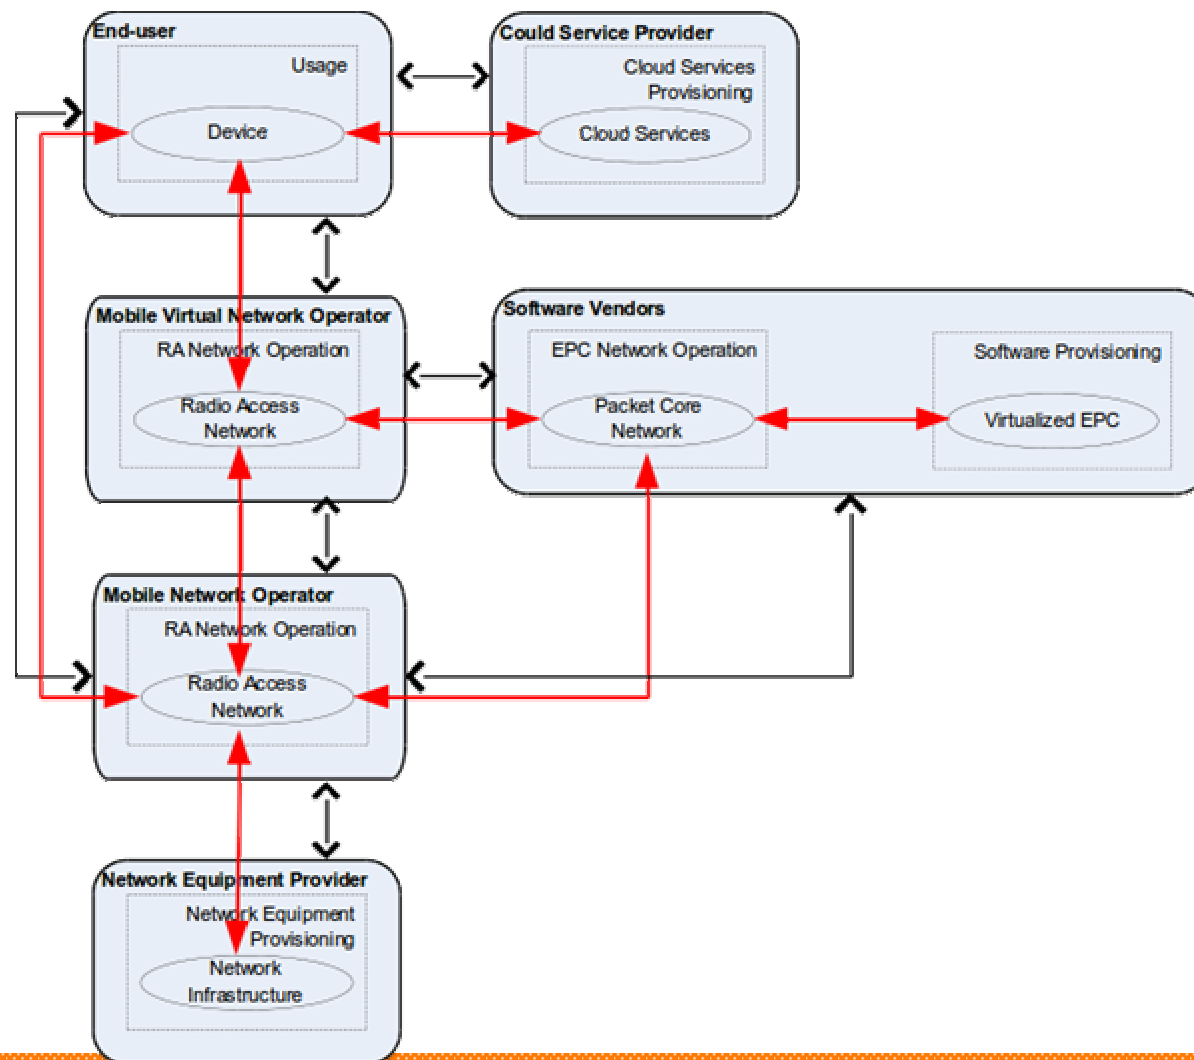 End-user
Usage
Device
Could Service Provider
Cloud Services
Provisioning
Cloud Services
Mobile Virtual Network Operator
RA Network Operation
Radio Access
Network
Software Vendors
EPC Network Operation
Packet Core
Network
Software Provisioning
Virtualized EPC
Mobile Network Operator
RA Network Operation
Radio Access
Network
Network Equipment Provider
Network Equipment
Provisioning
Network
Infrastructure